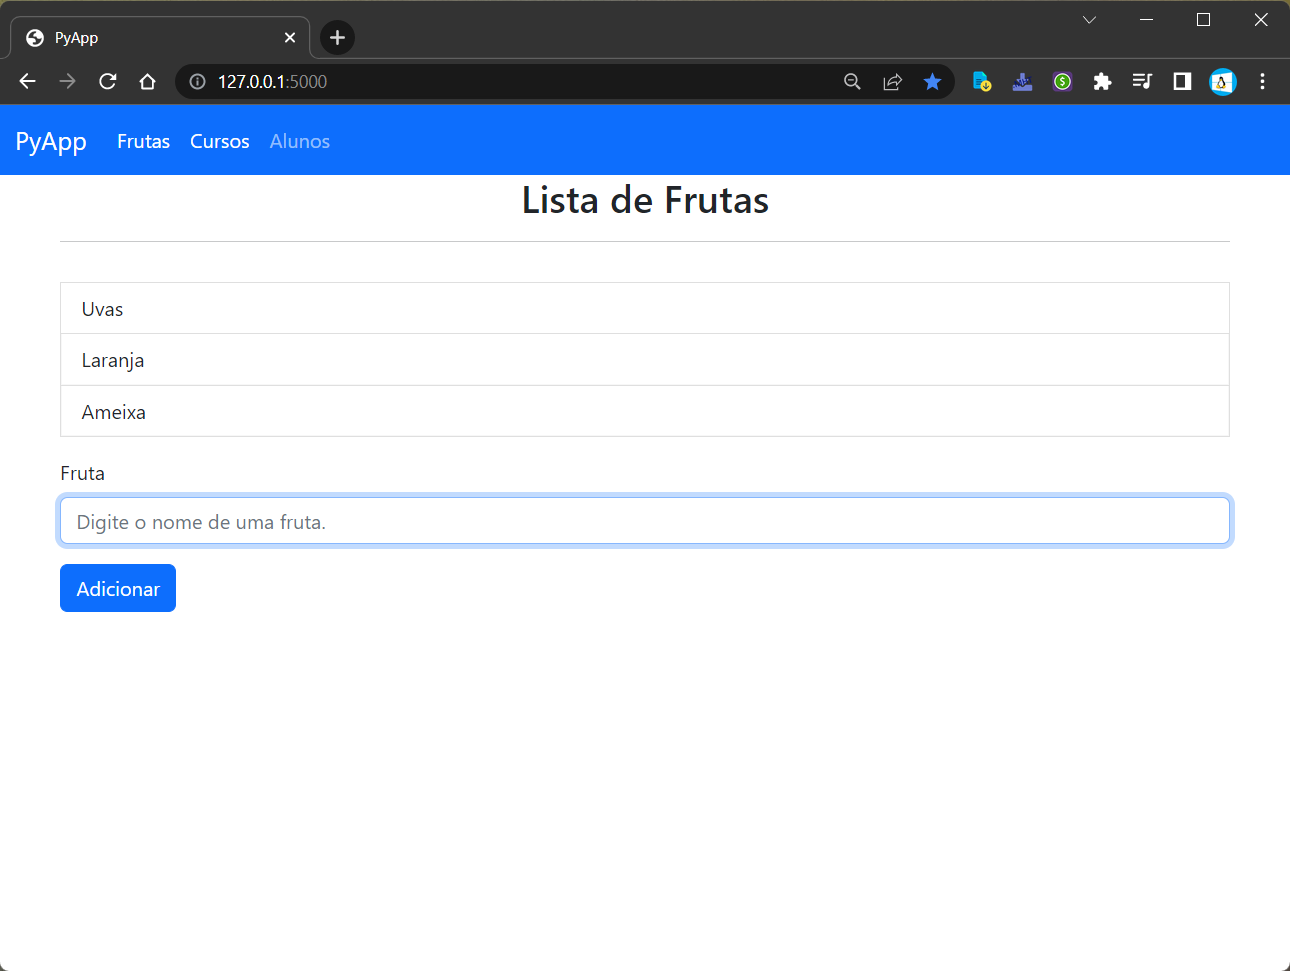 PyApp
127.0.0.1:5000
PyApp Frutas Cursos Alunos
Lista de Frutas
Uvas
Laranja
Ameixa
Fruta
Digite o nome de uma fruta.
Adicionar